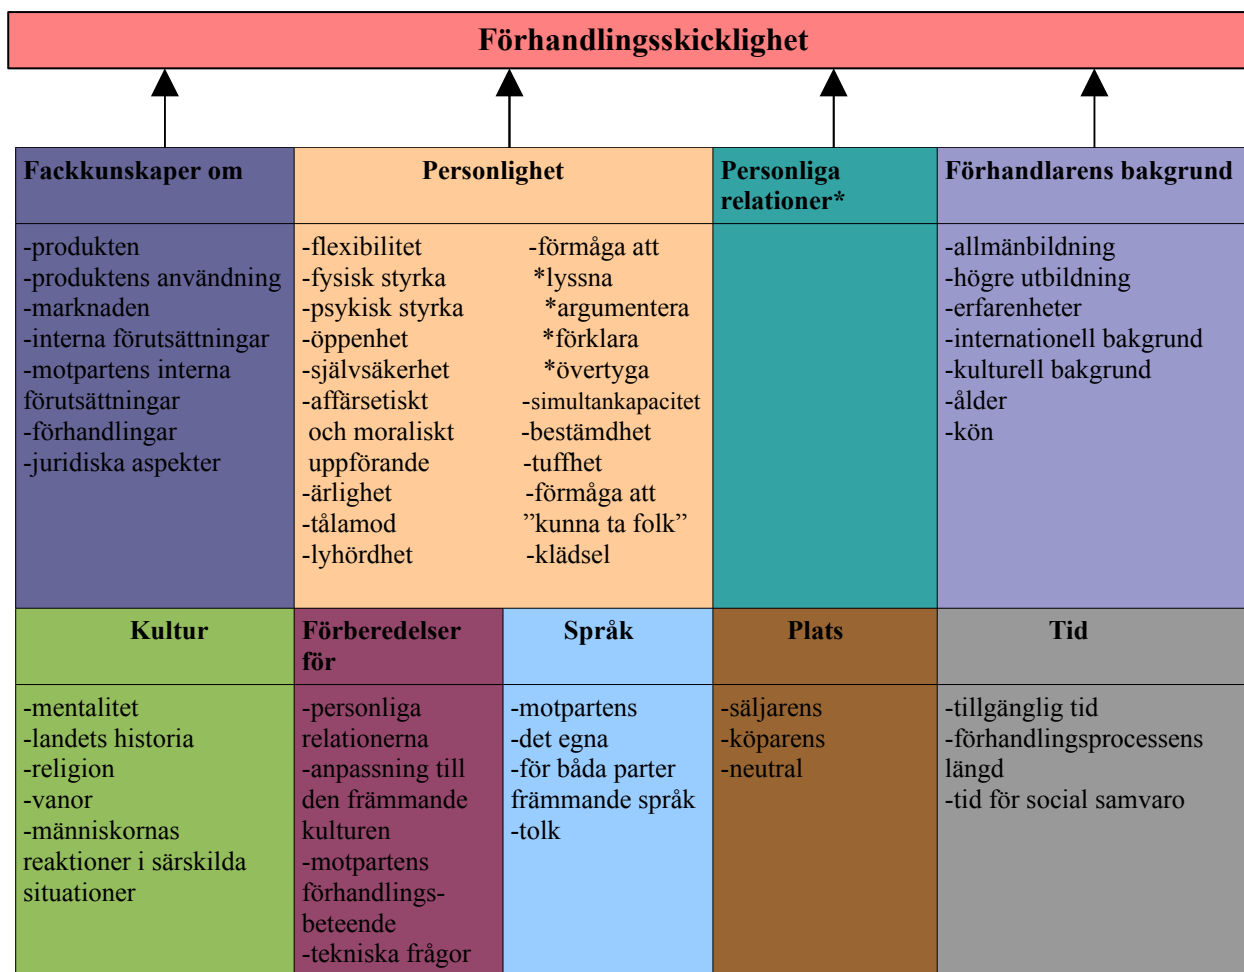 Förhandlingsskicklighet
Fackkunskaper om
-produkten
-produktens användning
-marknaden
-interna förutsättningar
-motpartens interna
förutsättningar
-förhandlingar
-juridiska aspekter
Personlighet
-flexibilitet
-fysisk styrka
-psykisk styrka
-öppenhet
-självsäkerhet
-affärsetiskt
och moraliskt
uppförande
-ärlighet
-tålamod
-lyhördhet
-förmåga att
*lyssna
*argumentera
*förklara
*övertyga
-simultankapacitet
-bestämdhet
-tuffhet
-förmåga att
”kunna ta folk”
-klädsel
Personliga
relationer*
Förhandlarens bakgrund
-allmänbildning
-högre utbildning
-erfarenheter
-internationell bakgrund
-kulturell bakgrund
-ålder
-kön
Kultur
-mentalitet
-landets historia
-religion
-vanor
-människornas
reaktioner i särskilda
situationer
Förberedelser
för
-personliga
relationerna
-anpassning till
den främmande
kulturen
-motpartens
förhandlings-
beteende
-tekniska frågor
Språk
-motpartens
-det egna
-för båda parter
främmande språk
-tolk
Plats
-säljarens
-köparens
-neutral
Tid
-tillgänglig tid
-förhandlingsprocessens
längd
-tid för social samvaro